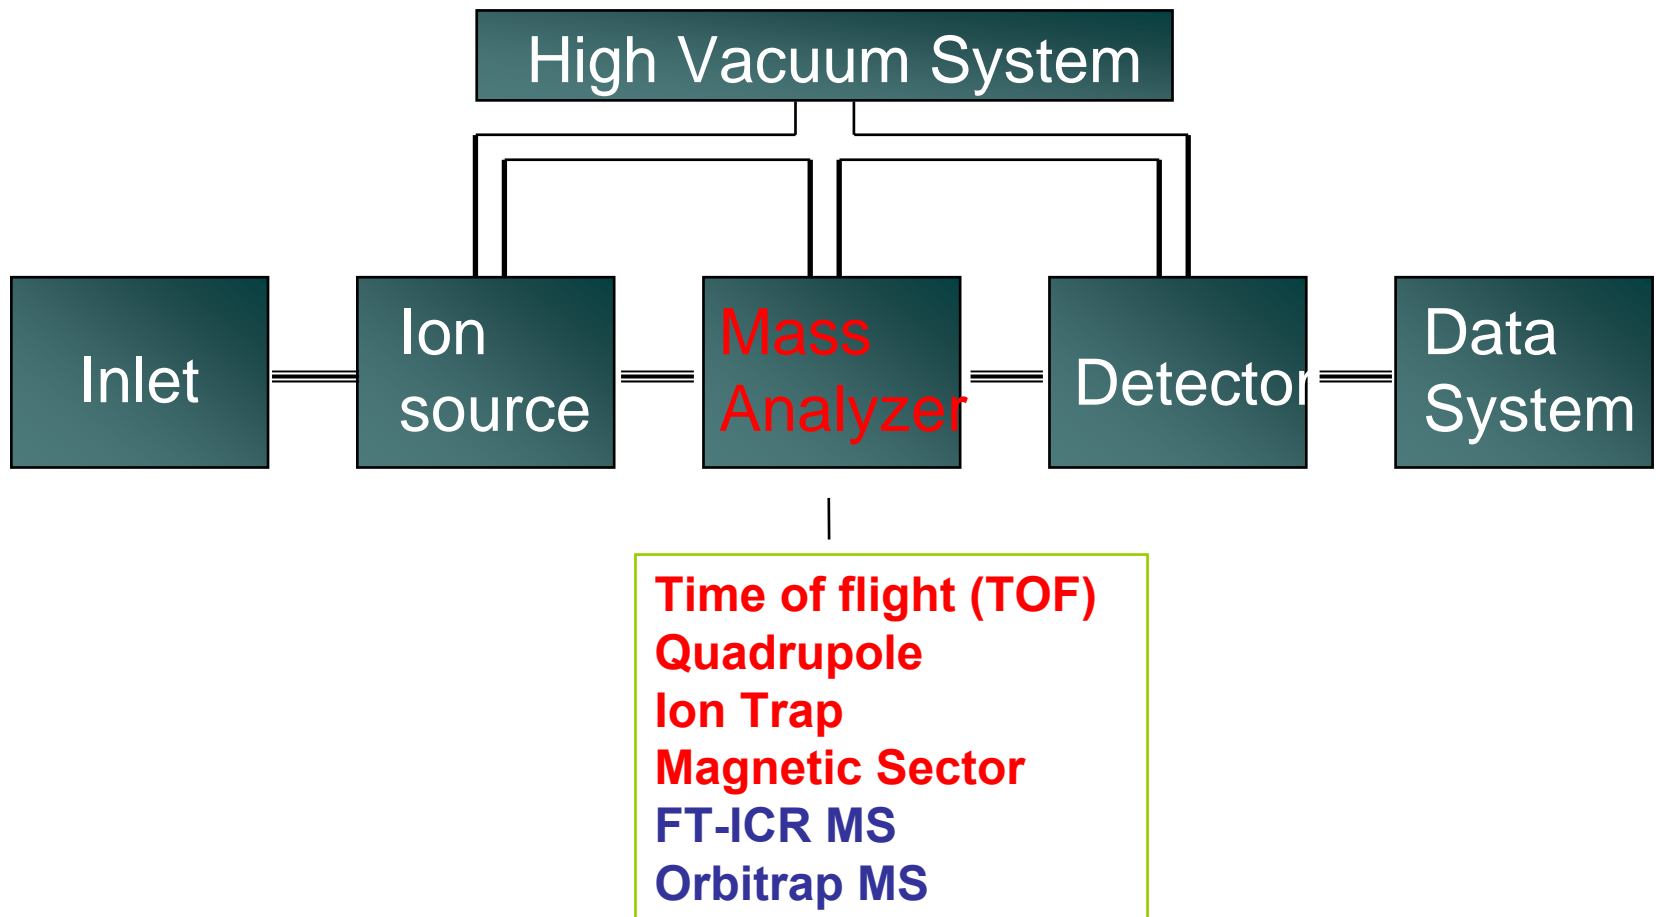 High Vacuum System
Inlet
Ion
source
Mass
Analyzer
Detector
Data
System
Time of flight (TOF)
Quadrupole
Ion Trap
Magnetic Sector
FT-ICR MS
Orbitrap MS